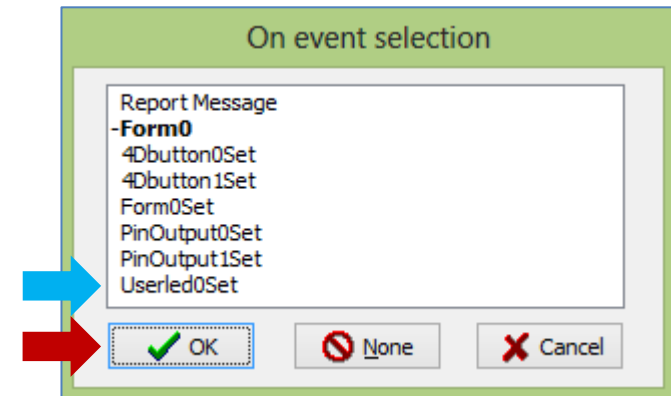 On event selection
Report Message
-Form0
4Dbutton0Set
4Dbutton1Set
Form0Set
PinOutput0Set
PinOutput1Set
Userled0Set
OK
None
Cancel